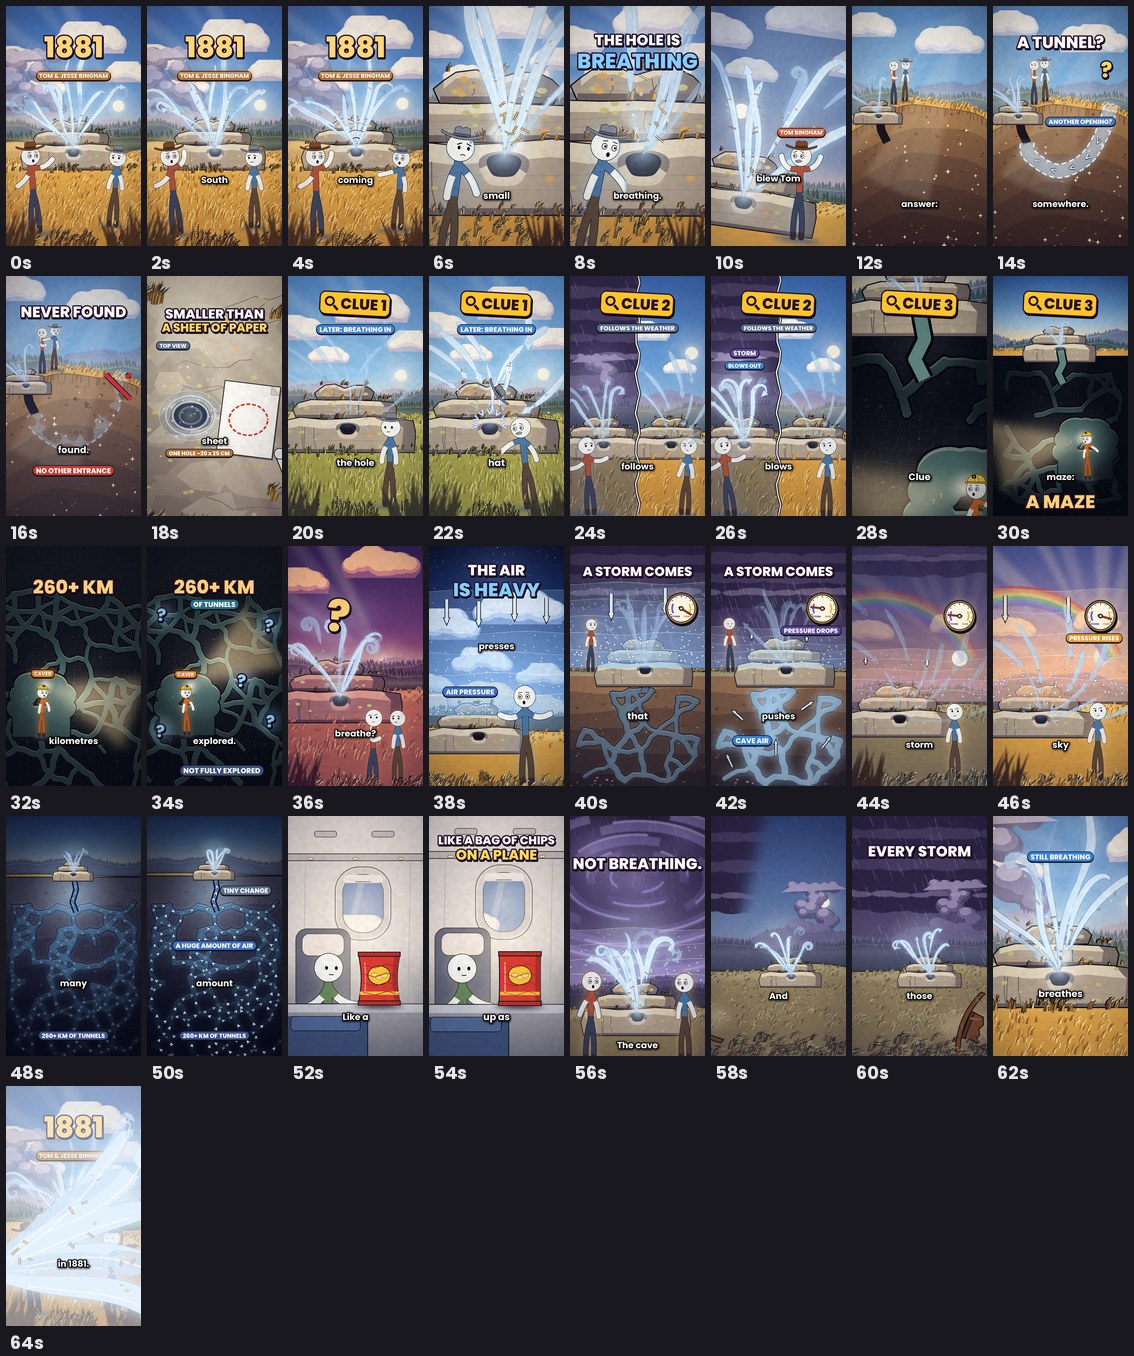 1881
TOM & JESSE BINGHAM
0s
1881
TOM & JESSE BINGHAM
South
2s
1881
TOM & JESSE BINGHAM
coming
4s
small
6s
THE HOLE IS
BREATHING
breathing.
8s
TOM BINGHAM
blew Tom
10s
answer:
12s
A TUNNEL?
?
ANOTHER OPENING?
somewhere.
14s
NEVER FOUND
found.
NO OTHER ENTRANCE
16s
SMALLER THAN
A SHEET OF PAPER
TOP VIEW
sheet
ONE HOLE ~20 x 25 CM
18s
CLUE 1
LATER: BREATHING IN
the hole
20s
CLUE 1
LATER: BREATHING IN
hat
22s
CLUE 2
FOLLOWS THE WEATHER
follows
24s
CLUE 2
FOLLOWS THE WEATHER
STORM
BLOWS OUT
blows
26s
CLUE 3
Clue
28s
CLUE 3
maze:
A MAZE
30s
260+ KM
CAVER
kilometres
32s
260+ KM
OF TUNNELS
?
?
?
?
?
CAVER
explored.
NOT FULLY EXPLORED
34s
?
breathe?
36s
THE AIR
IS HEAVY
presses
AIR PRESSURE
38s
A STORM COMES
that
40s
A STORM COMES
PRESSURE DROPS
pushes
CAVE AIR
42s
storm
44s
PRESSURE RISES
sky
46s
many
260+ KM OF TUNNELS
48s
TINY CHANGE
A HUGE AMOUNT OF AIR
amount
260+ KM OF TUNNELS
50s
Like a
52s
LIKE A BAG OF CHIPS
ON A PLANE
up as
54s
NOT BREATHING.
The cave
56s
And
58s
EVERY STORM
those
60s
STILL BREATHING
breathes
62s
1881
TOM & JESSE BINGH
in 1881.
64s